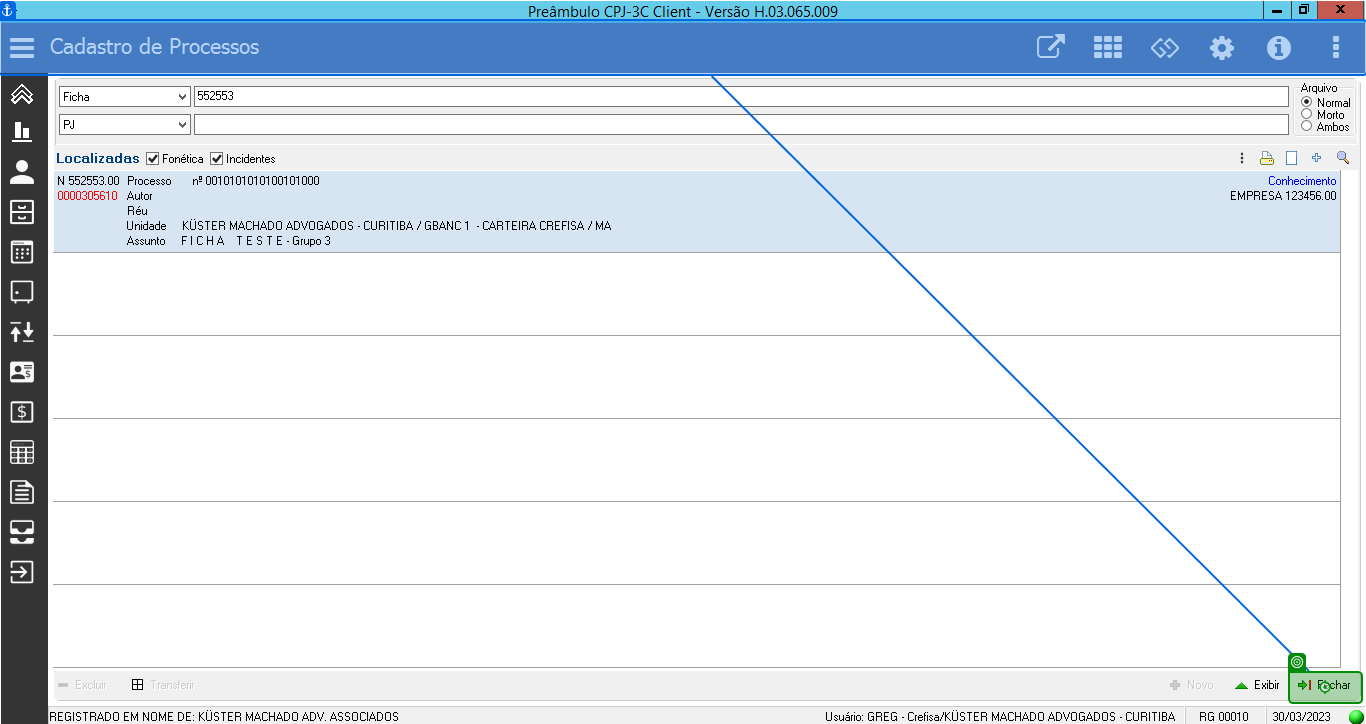 Preâmbulo CPJ-3C Client - Versão H.03.065.009
Cadastro de Processos
Ficha 552553
PJ
Arquivo
Normal
Morto
Ambos
Localizadas Fonética Incidentes
N 552553.00 Processo nº 0010101010100101000 Conhecimento
0000305610 Autor EMPRESA 123456.00
Réu
Unidade KÜSTER MACHADO ADVOGADOS - CURITIBA / GBANC 1 - CARTEIRA CREFISA / MA
Assunto F I C H A T E S T E - Grupo 3
Excluir Transferir Novo Exibir Fechar
REGISTRADO EM NOME DE: KÜSTER MACHADO ADV. ASSOCIADOS Usuário: GREG - Crefisa/KÜSTER MACHADO ADVOGADOS - CURITIBA RG 00010 30/03/2023